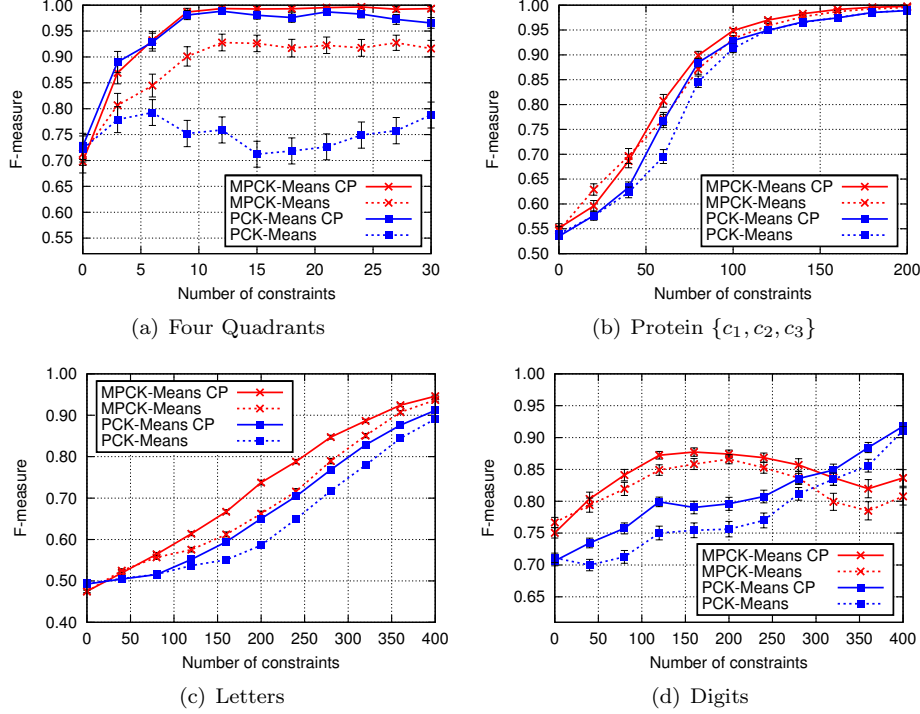 F-measure
1.00
0.95
0.90
0.85
0.80
0.75
0.70
0.65
0.60
0.55
MPCK-Means CP
MPCK-Means
PCK-Means CP
PCK-Means
0 5 10 15 20 25 30
Number of constraints
(a) Four Quadrants
F-measure
1.00
0.95
0.90
0.85
0.80
0.75
0.70
0.65
0.60
0.55
0.50
MPCK-Means CP
MPCK-Means
PCK-Means CP
PCK-Means
0 50 100 150 200
Number of constraints
(b) Protein {c₁, c₂, c₃}
F-measure
1.00
0.90
0.80
0.70
0.60
0.50
0.40
MPCK-Means CP
MPCK-Means
PCK-Means CP
PCK-Means
0 50 100 150 200 250 300 350 400
Number of constraints
(c) Letters
F-measure
1.00
0.95
0.90
0.85
0.80
0.75
0.70
0.65
MPCK-Means CP
MPCK-Means
PCK-Means CP
PCK-Means
0 50 100 150 200 250 300 350 400
Number of constraints
(d) Digits